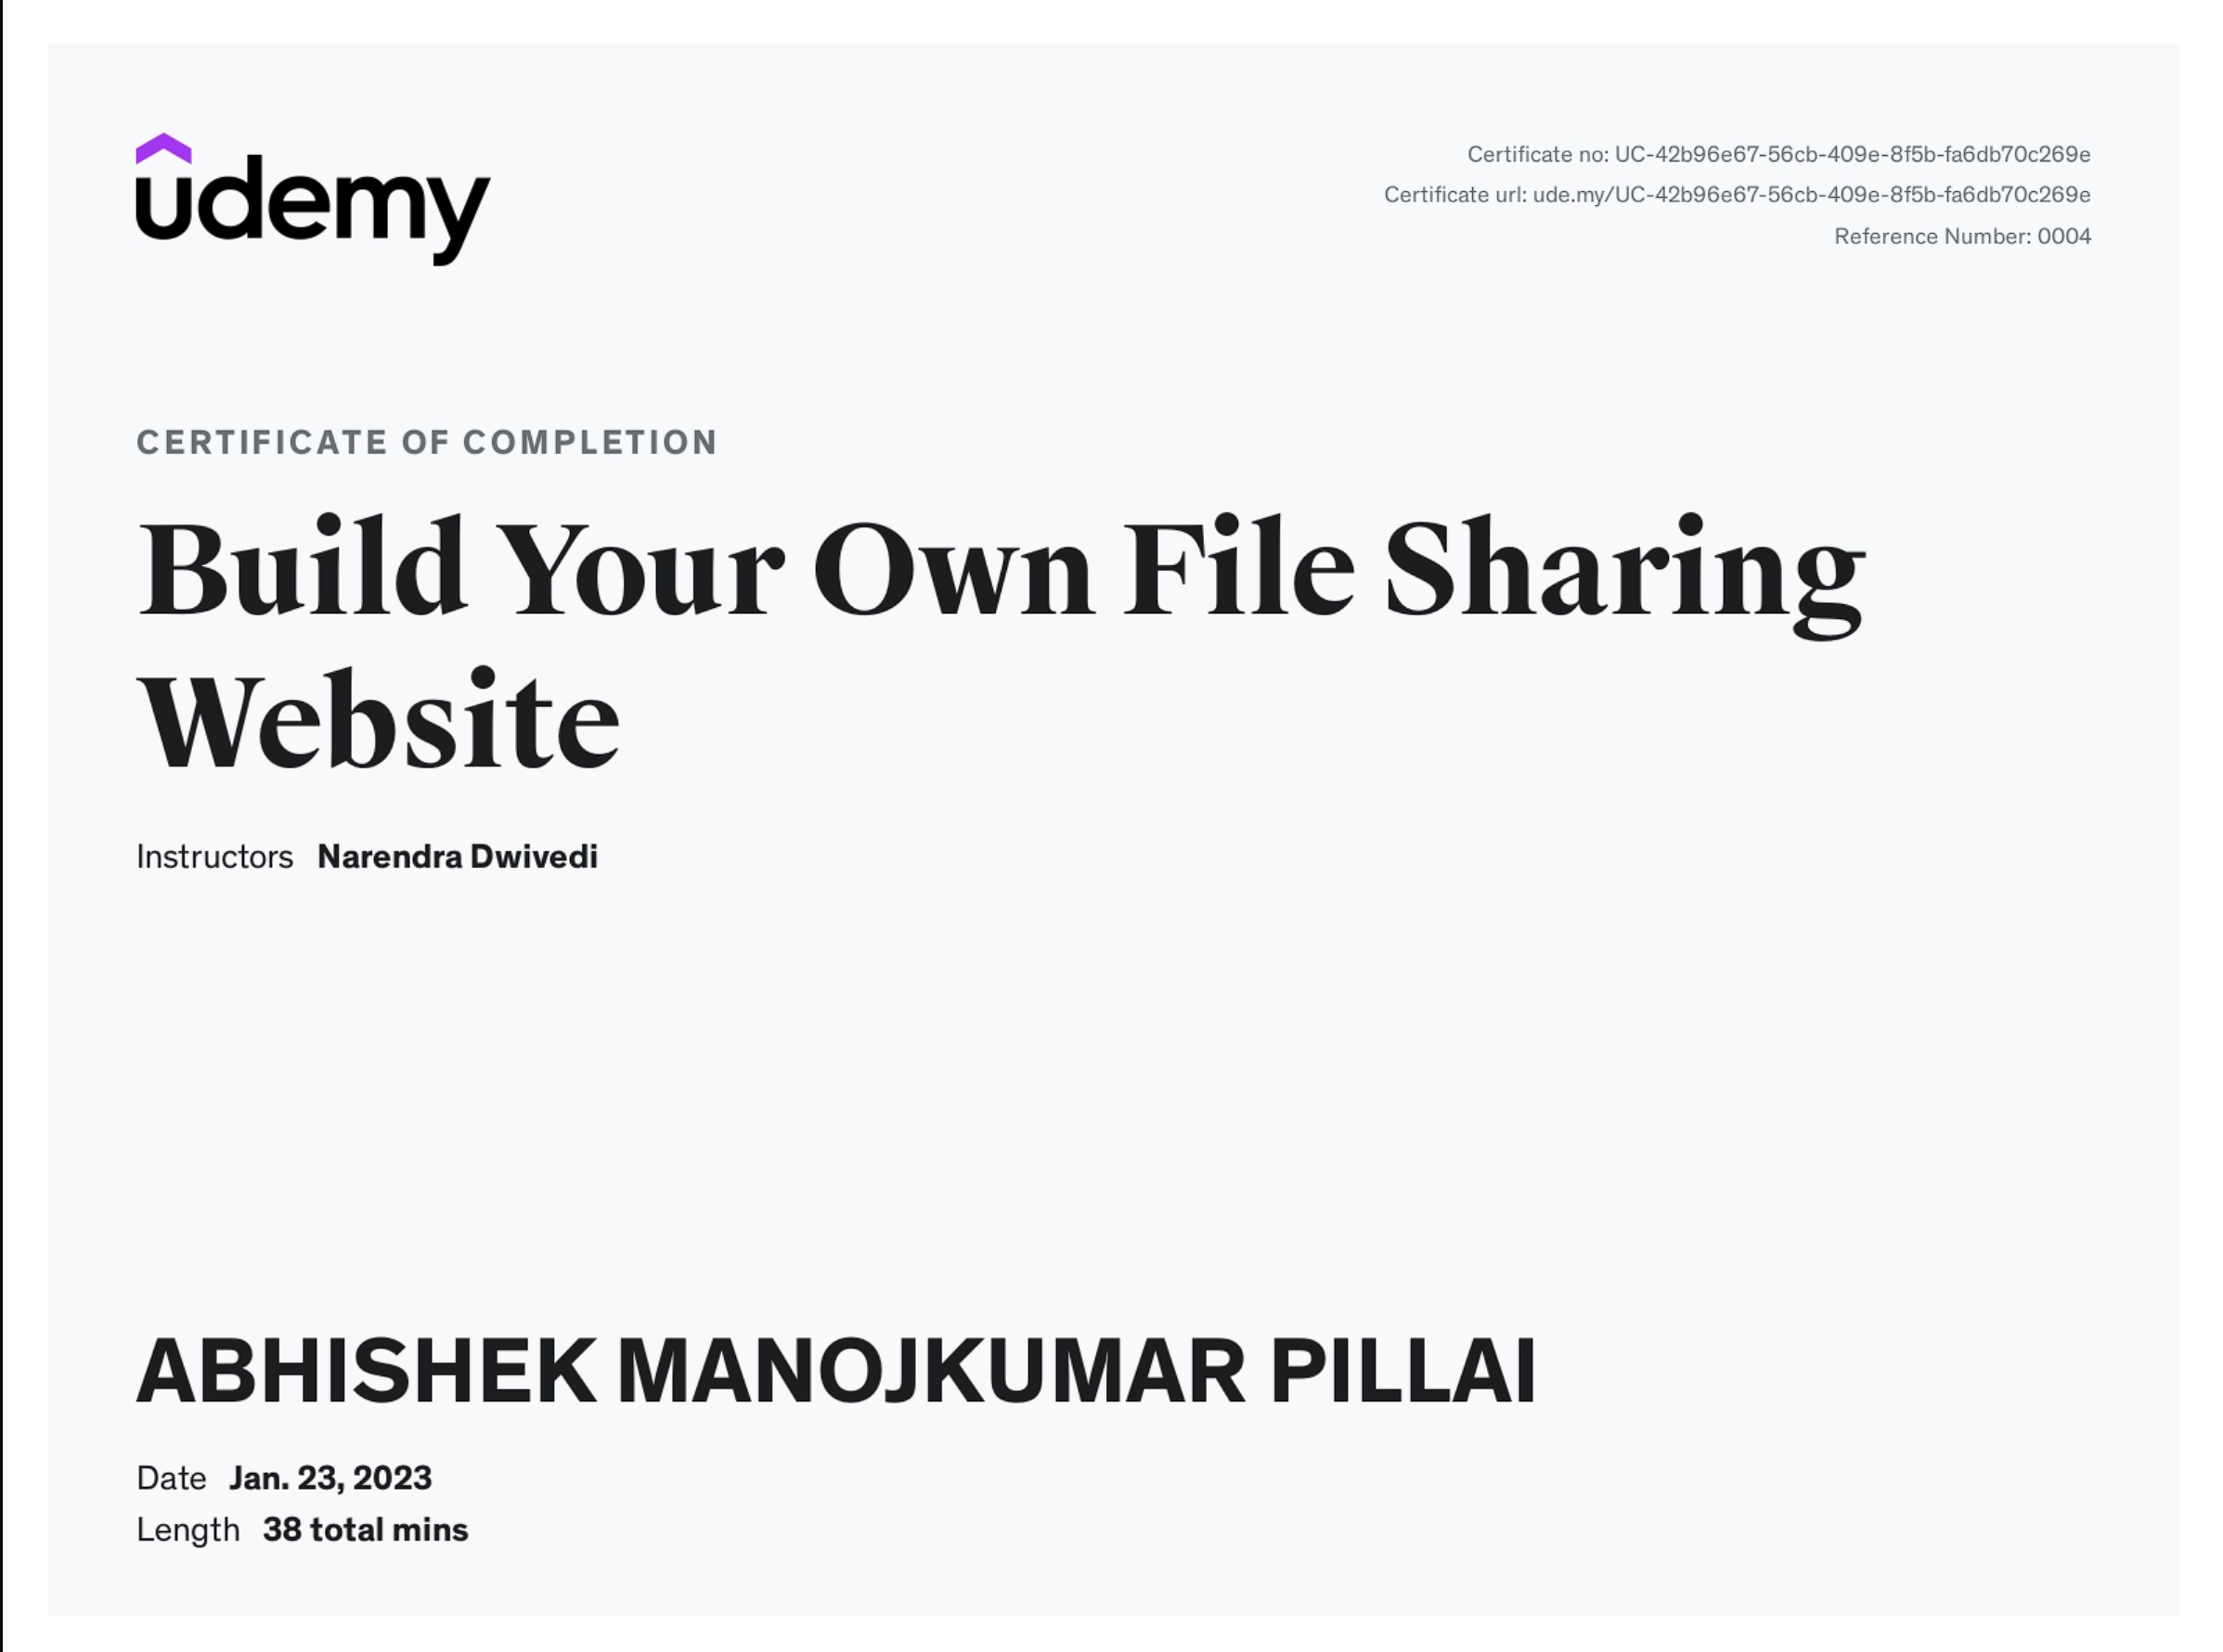 udemy
Certificate no: UC-42b96e67-56cb-409e-8f5b-fa6db70c269e
Certificate url: ude.my/UC-42b96e67-56cb-409e-8f5b-fa6db70c269e
Reference Number: 0004
CERTIFICATE OF COMPLETION
Build Your Own File Sharing
Website
Instructors Narendra Dwivedi
ABHISHEK MANOJKUMAR PILLAI
Date Jan. 23, 2023
Length 38 total mins